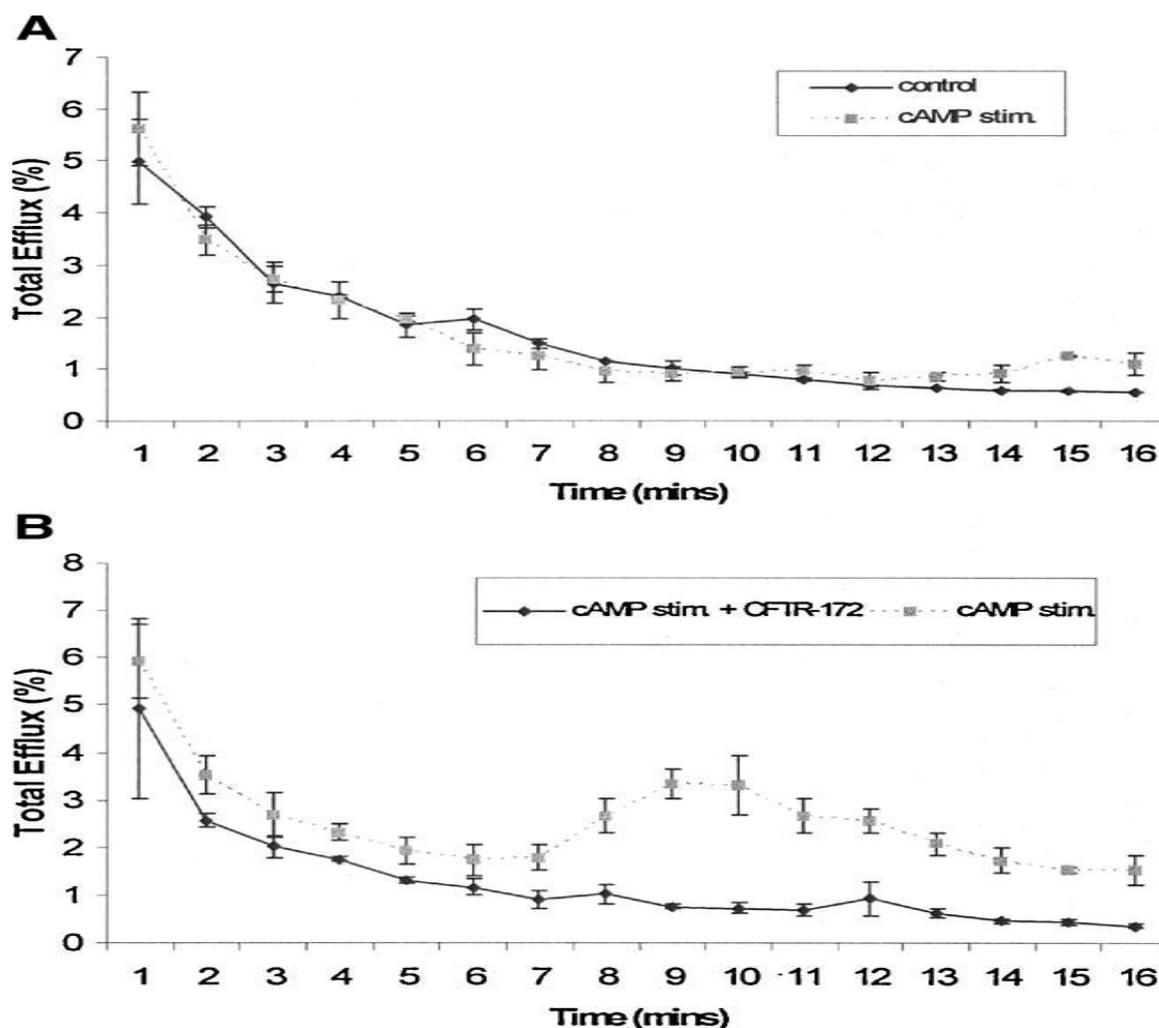 A
7
6
5
4
3
2
1
0
Total Efflux (%)
control
cAMP stim.
1 2 3 4 5 6 7 8 9 10 11 12 13 14 15 16
Time (mins)
B
8
7
6
5
4
3
2
1
0
Total Efflux (%)
cAMP stim. + CFTR-172 cAMP stim.
1 2 3 4 5 6 7 8 9 10 11 12 13 14 15 16
Time (mins)